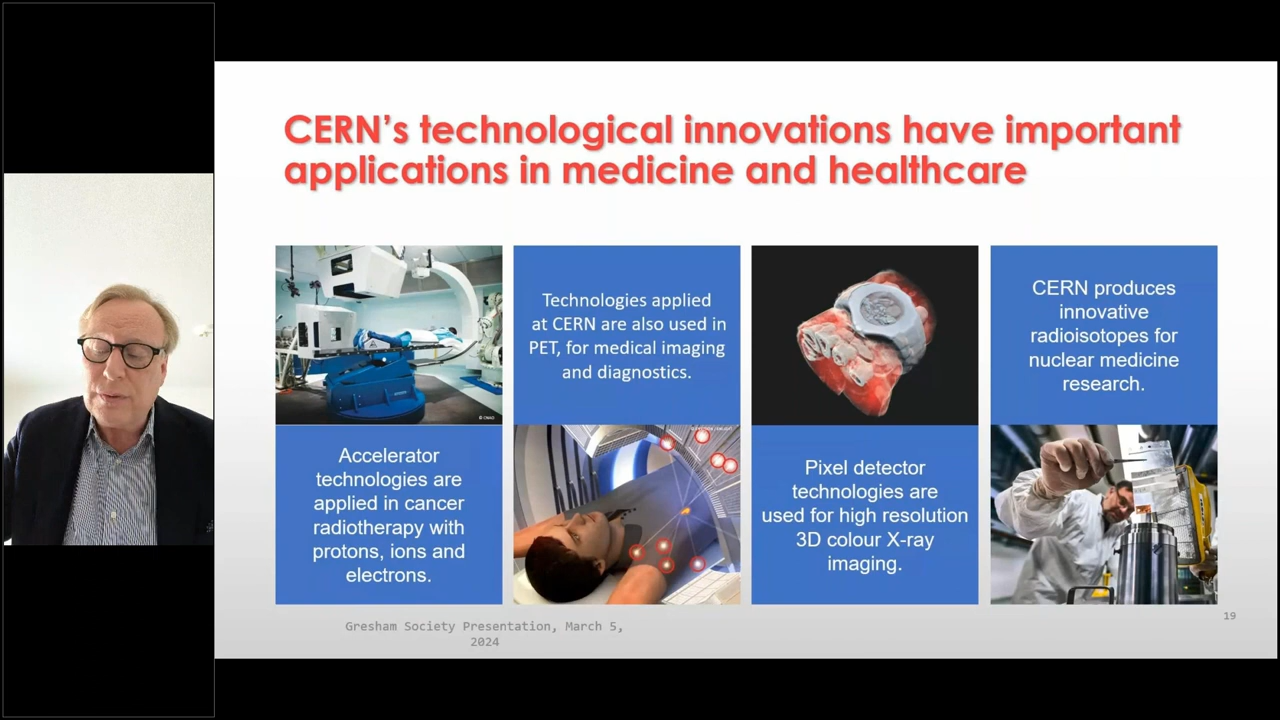 CERN’s technological innovations have important
applications in medicine and healthcare
© CNAO
Accelerator
technologies are
applied in cancer
radiotherapy with
protons, ions and
electrons.
Technologies applied
at CERN are also used in
PET, for medical imaging
and diagnostics.
Pixel detector
technologies are
used for high resolution
3D colour X-ray
imaging.
CERN produces
innovative
radioisotopes for
nuclear medicine
research.
Gresham Society Presentation, March 5,
2024
19